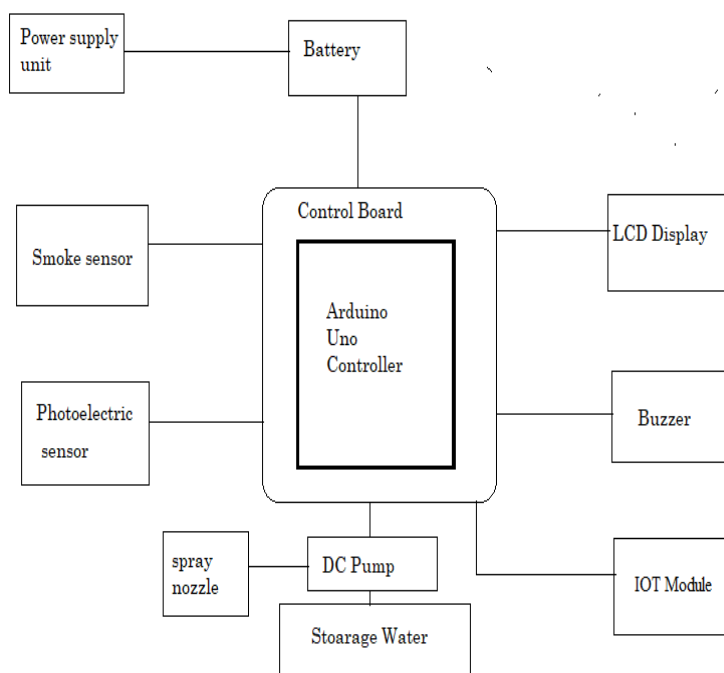 Power supply
unit
Battery
Control Board
Smoke sensor
LCD Display
Arduino
Uno
Controller
Photoelectric
sensor
Buzzer
spray
nozzle
DC Pump
IOT Module
Stoarage Water